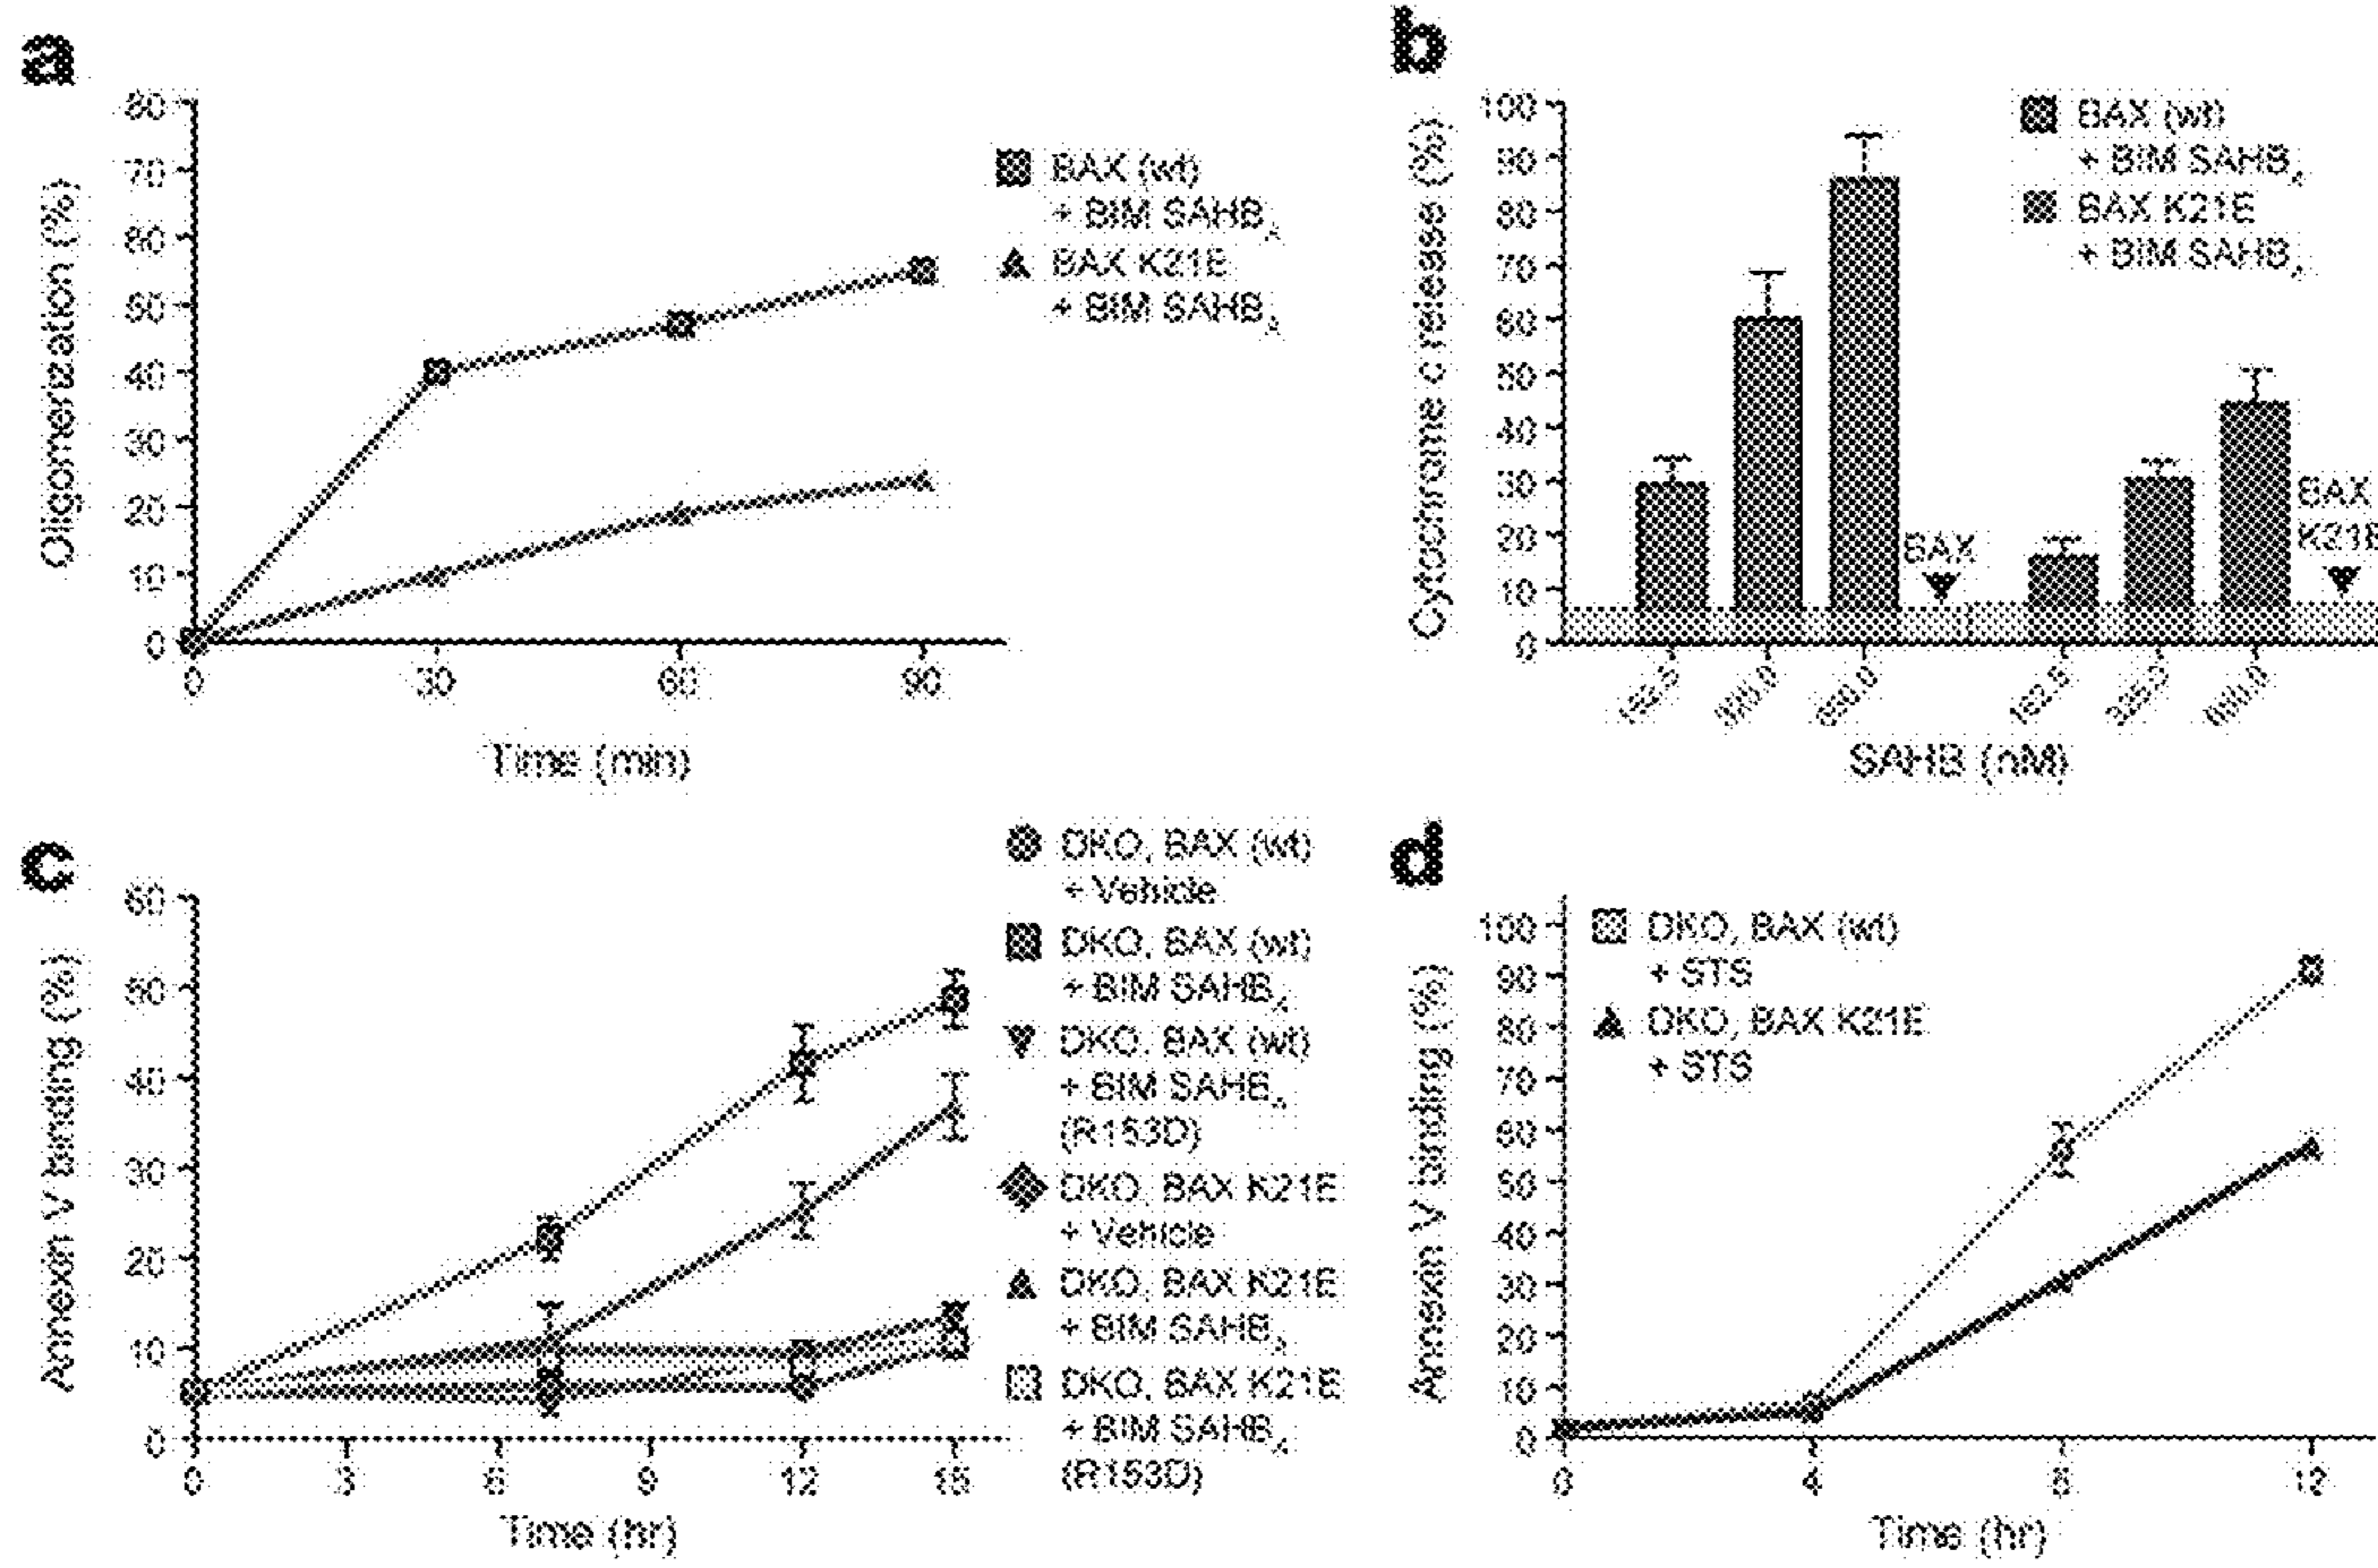 a
80
70
60
50
40
30
20
10
0
0 30 60 90
Oligomerization (%)
Time (min)
BAX (wt)
+ BIM SAHB A
BAX K21E
+ BIM SAHB A
b
100
90
80
70
60
50
40
30
20
10
0
Cytochrome c release (%)
BAX (wt)
+ BIM SAHB A
BAX K21E
+ BIM SAHB A
BAX
BAX
K21E
SAHB (nM)
c
60
50
40
30
20
10
0
0 3 6 9 12 15
Annexin V binding (%)
Time (hr)
DKO, BAX (wt)
+ Vehicle
DKO, BAX (wt)
+ BIM SAHB A
DKO, BAX (wt)
+ BIM SAHB A
(R153D)
DKO, BAX K21E
+ Vehicle
DKO, BAX K21E
+ BIM SAHB A
DKO, BAX K21E
+ BIM SAHB A
(R153D)
d
100
90
80
70
60
50
40
30
20
10
0
0 4 8 12
Annexin V binding (%)
Time (hr)
DKO, BAX (wt)
+ STS
DKO, BAX K21E
+ STS